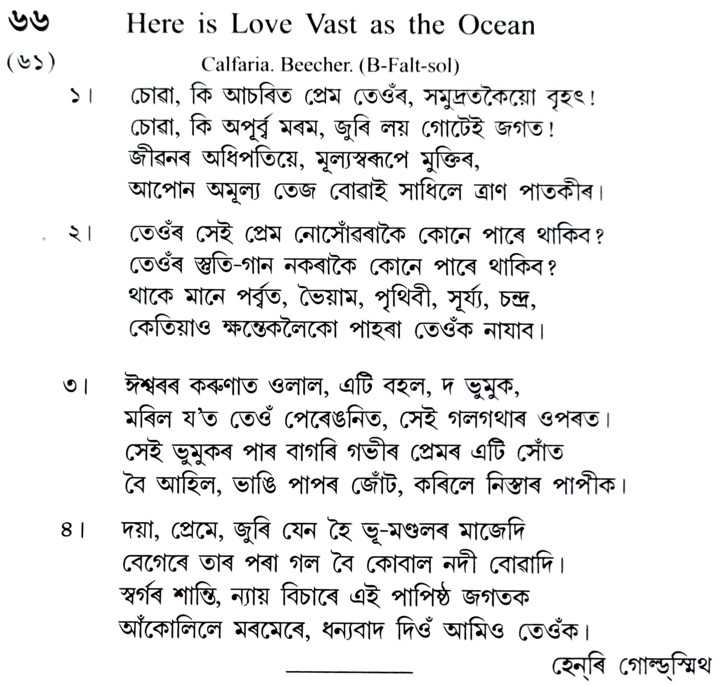 ৬৬ Here is Love Vast as the Ocean
(৬১) Calfaria. Beecher. (B-Falt-sol)
১। চোৱা, কি আচৰিত প্ৰেম তেওঁৰ, সমুদ্ৰতকৈয়ো বৃহৎ!
চোৱা, কি অপূৰ্ব্ব মৰম, জুৰি লয় গোটেই জগত!
জীৱনৰ অধিপতিয়ে, মূল্যস্বৰূপে মুক্তিৰ,
আপোন অমূল্য তেজ বোৱাই সাধিলে ত্ৰাণ পাতকীৰ।
২। তেওঁৰ সেই প্ৰেম নোসোঁৱৰাকৈ কোনে পাৰে থাকিব?
তেওঁৰ স্তুতি-গান নকৰাকৈ কোনে পাৰে থাকিব?
থাকে মানে পৰ্ব্বত, ভৈয়াম, পৃথিবী, সূৰ্য্য, চন্দ্ৰ,
কেতিয়াও ক্ষন্তেকলৈকো পাহৰা তেওঁক নাযাব।
৩। ঈশ্বৰৰ কৰুণাত ওলাল, এটি বহল, দ ভুমুক,
মৰিল য'ত তেওঁ পেৰেঙনিত, সেই গলগথাৰ ওপৰত।
সেই ভুমুকৰ পাৰ বাগৰি গভীৰ প্ৰেমৰ এটি সোঁত
বৈ আহিল, ভাঙি পাপৰ জোঁট, কৰিলে নিস্তাৰ পাপীক।
৪। দয়া, প্ৰেমে, জুৰি যেন হৈ ভূ-মণ্ডলৰ মাজেদি
বেগেৰে তাৰ পৰা গল বৈ কোবাল নদী বোৱাদি।
স্বৰ্গৰ শান্তি, ন্যায় বিচাৰে এই পাপিষ্ঠ জগতক
আঁকোলিলে মৰমেৰে, ধন্যবাদ দিওঁ আমিও তেওঁক।
হেন্‌ৰি গোল্ড্‌স্মিথ